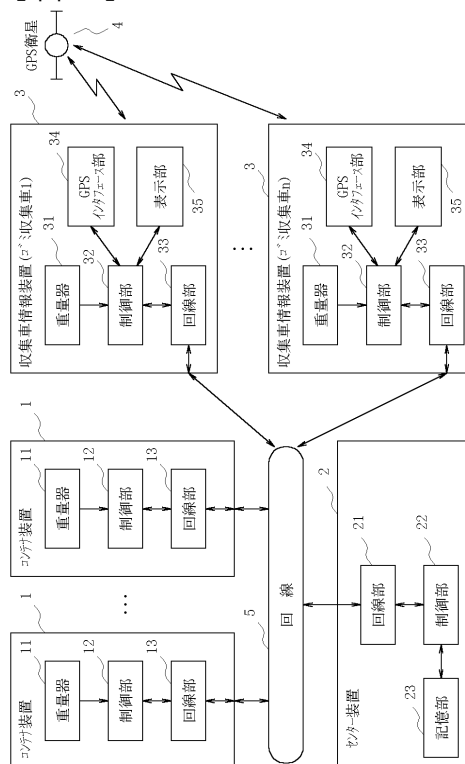 GPS衛星
4
3
収集車情報装置(ｺﾞﾐ収集車1)
31
重量器
32
制御部
33
回線部
34
GPS
ｲﾝﾀﾌｪｰｽ部
表示部
35
…
3
収集車情報装置(ｺﾞﾐ収集車n)
31
重量器
32
制御部
33
回線部
34
GPS
ｲﾝﾀﾌｪｰｽ部
表示部
35
1
ｺﾝﾃﾅ装置
11
重量器
12
制御部
13
回線部
…
1
ｺﾝﾃﾅ装置
11
重量器
12
制御部
13
回線部
5
回 線
2
ｾﾝﾀｰ装置
21
回線部
22
制御部
23
記憶部